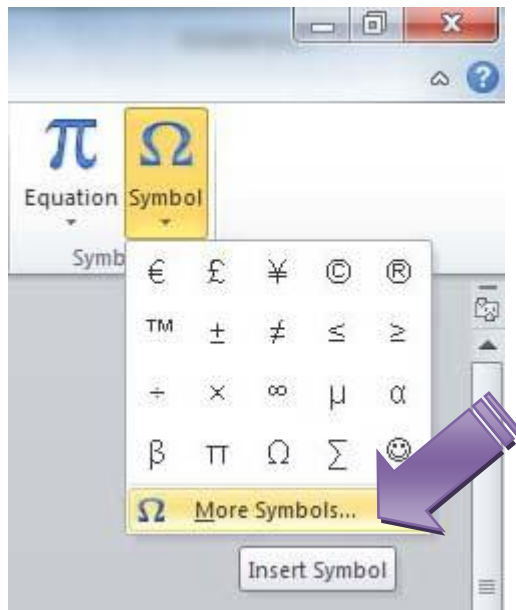 π Ω
Equation Symbol
Symb
€ £ ¥ © ®
™ ± ≠ ≤ ≥
÷ × ∞ µ α
β π Ω ∑ ☺
Ω More Symbols...
Insert Symbol